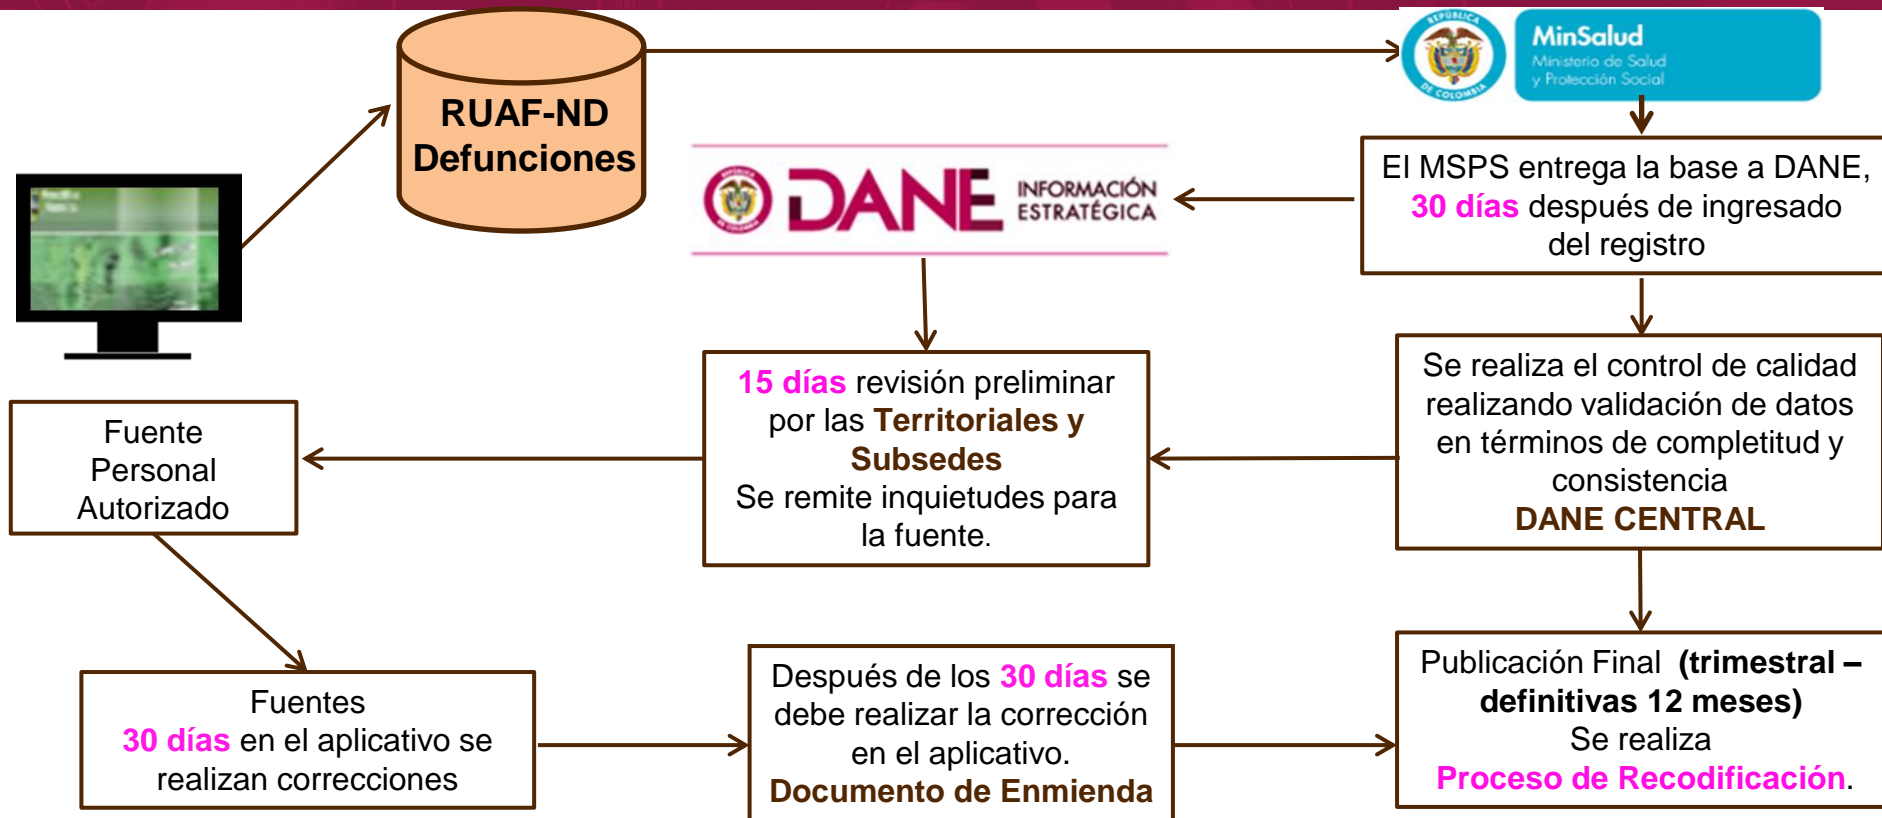 RUAF-ND
Defunciones
REPÚBLICA
DE COLOMBIA
MinSalud
Ministerio de Salud
y Protección Social
El MSPS entrega la base a DANE,
30 días después de ingresado
del registro
DANE
INFORMACIÓN
ESTRATÉGICA
15 días revisión preliminar
por las Territoriales y
Subsedes
Se remite inquietudes para
la fuente.
Se realiza el control de calidad
realizando validación de datos
en términos de completitud y
consistencia
DANE CENTRAL
Fuente
Personal
Autorizado
Fuentes
30 días en el aplicativo se
realizan correcciones
Después de los 30 días se
debe realizar la corrección
en el aplicativo.
Documento de Enmienda
Publicación Final (trimestral –
definitivas 12 meses)
Se realiza
Proceso de Recodificación.